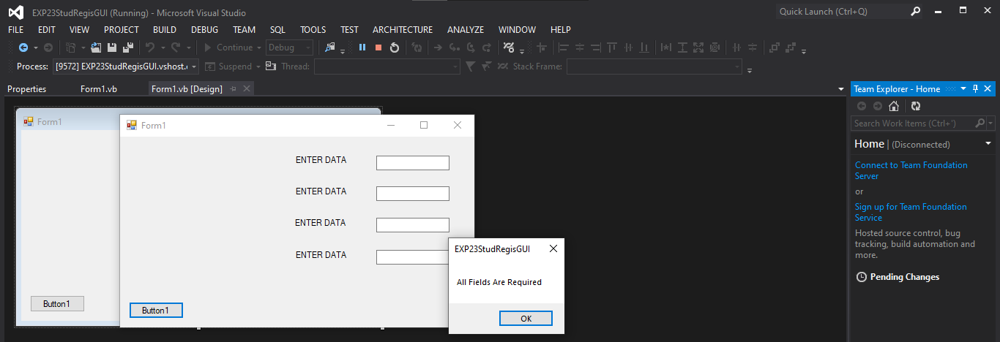 EXP23StudRegisGUI (Running) - Microsoft Visual Studio
Quick Launch (Ctrl+Q)
FILE EDIT VIEW PROJECT BUILD DEBUG TEAM SQL TOOLS TEST ARCHITECTURE ANALYZE WINDOW HELP
Continue Debug
Process: [9572] EXP23StudRegisGUI.vshost. Suspend Thread: Stack Frame:
Properties Form1.vb Form1.vb [Design]
Team Explorer - Home
Form1
Form1
Search Work Items (Ctrl+')
Home | (Disconnected)
ENTER DATA
Connect to Team Foundation
Server
ENTER DATA
or
Sign up for Team Foundation
Service
ENTER DATA
Hosted source control, bug
tracking, build automation and
more.
ENTER DATA
EXP23StudRegisGUI
All Fields Are Required
Pending Changes
Button1
Button1
OK